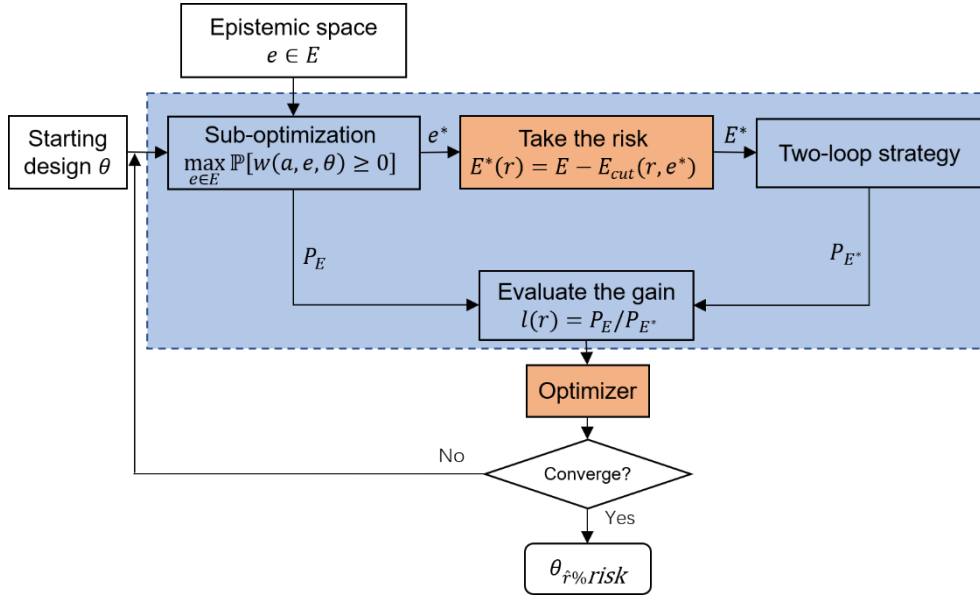 Epistemic space
e ∈ E
Starting
design θ
Sub-optimization
max ℙ[w(a, e, θ) ≥ 0]
e∈E
e*
Take the risk
E*(r) = E − E_cut(r, e*)
E*
Two-loop strategy
P_E
P_E*
Evaluate the gain
l(r) = P_E/P_E*
Optimizer
No
Converge?
Yes
θ_r̂%risk